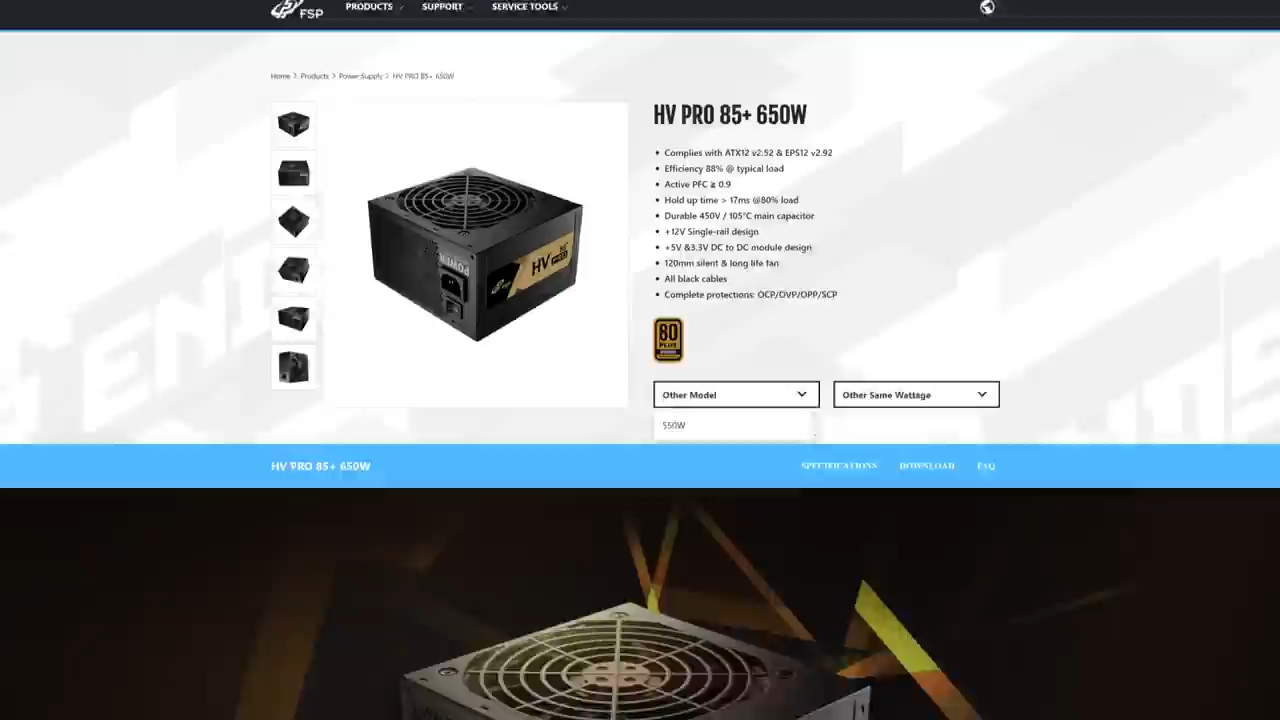 FSP
PRODUCTS
SUPPORT
SERVICE TOOLS
Home > Products > Power Supply > HV PRO 85+ 650W
HV PRO 85+ 650W
• Complies with ATX12 v2.52 & EPS12 v2.92
• Efficiency 88% @ typical load
• Active PFC ≧ 0.9
• Hold up time > 17ms @80% load
• Durable 450V / 105°C main capacitor
• +12V Single-rail design
• +5V &3.3V DC to DC module design
• 120mm silent & long life fan
• All black cables
• Complete protections: OCP/OVP/OPP/SCP
HV PRO
80
PLUS
Other Model
Other Same Wattage
550W
HV PRO 85+ 650W
SPECIFICATIONS
DOWNLOAD
FAQ